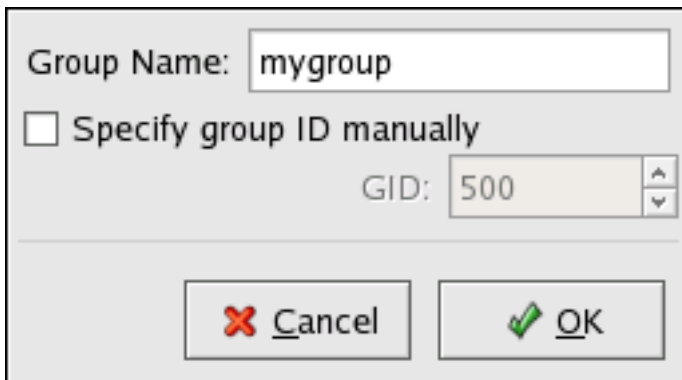 Group Name: mygroup
Specify group ID manually
GID: 500
Cancel OK